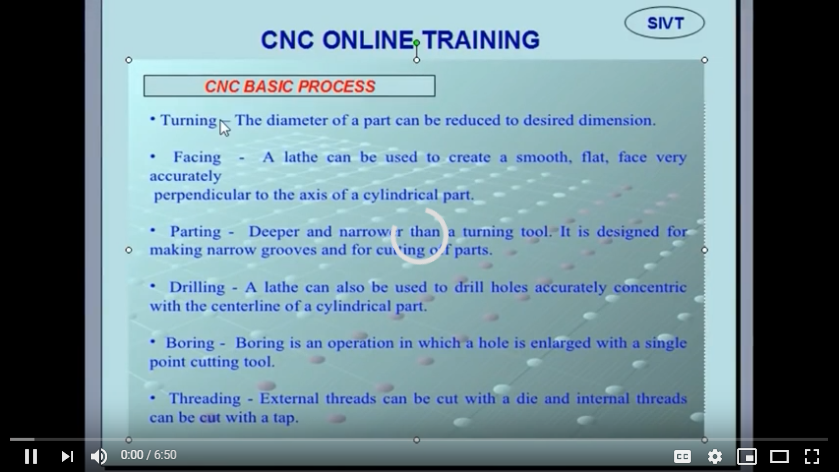 SIVT
CNC ONLINE TRAINING
CNC BASIC PROCESS
• Turning - The diameter of a part can be reduced to desired dimension.
• Facing - A lathe can be used to create a smooth, flat, face very
accurately
perpendicular to the axis of a cylindrical part.
• Parting - Deeper and narrower than a turning tool. It is designed for
making narrow grooves and for cutting off parts.
• Drilling - A lathe can also be used to drill holes accurately concentric
with the centerline of a cylindrical part.
• Boring - Boring is an operation in which a hole is enlarged with a single
point cutting tool.
• Threading - External threads can be cut with a die and internal threads
can be cut with a tap.
0:00 / 6:50
CC